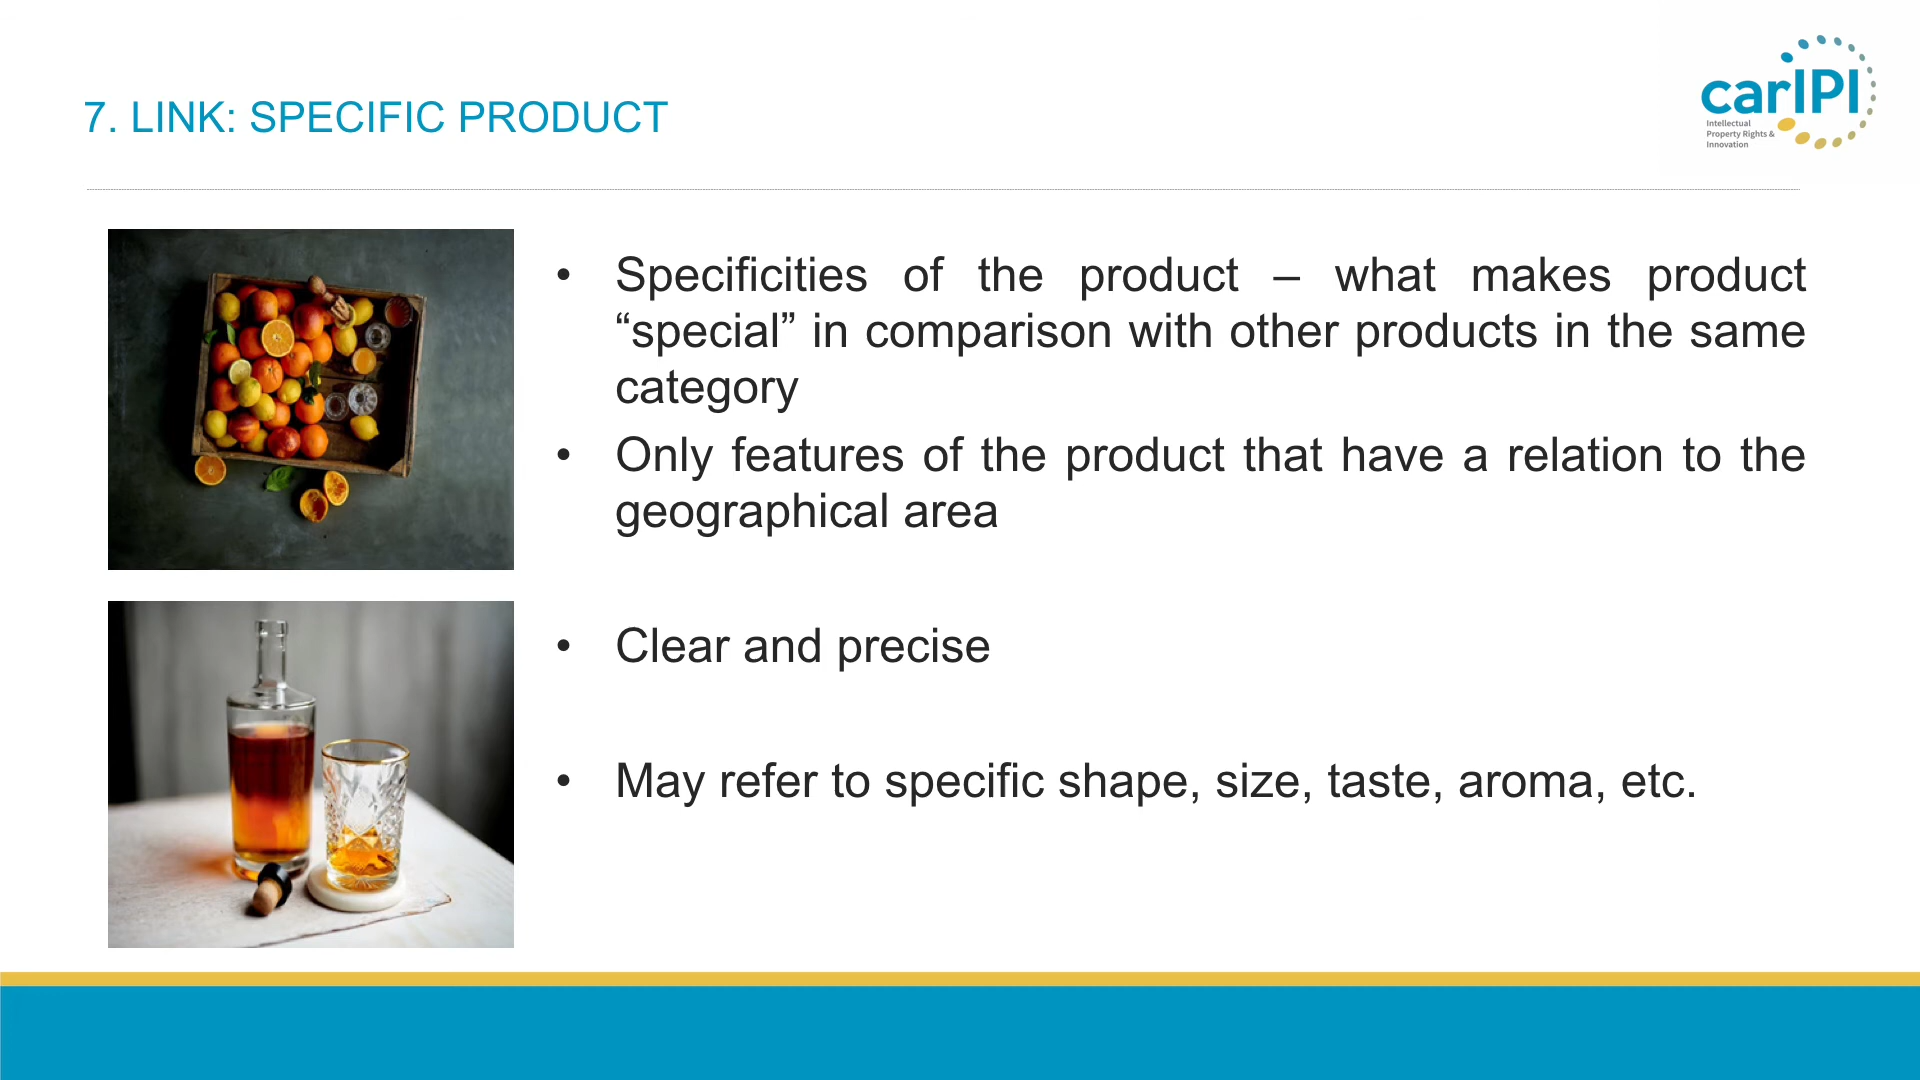 7. LINK: SPECIFIC PRODUCT
carIPI
Intellectual
Property Rights &
Innovation
• Specificities of the product – what makes product
“special” in comparison with other products in the same
category
• Only features of the product that have a relation to the
geographical area
• Clear and precise
• May refer to specific shape, size, taste, aroma, etc.